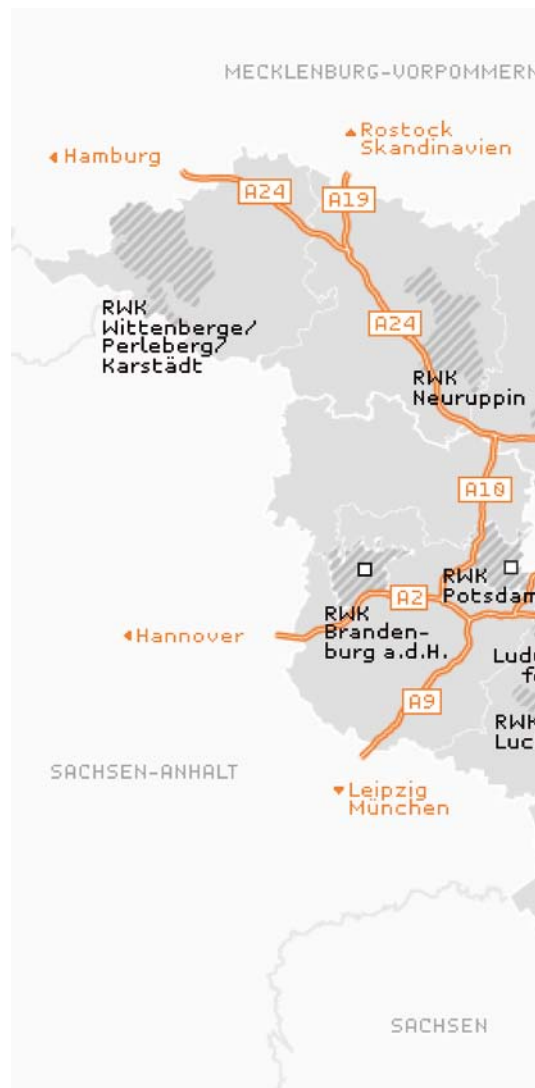 MECKLENBURG-VORPOMMERN
Rostock
Skandinavien
Hamburg
A24
A19
RWK
Wittenberge/
Perleberg/
Karstädt
A24
RWK
Neuruppin
A10
RWK
Potsdam
A2
RWK
Branden-
burg a.d.H.
Hannover
A9
RWK
SACHSEN-ANHALT
Leipzig
München
SACHSEN